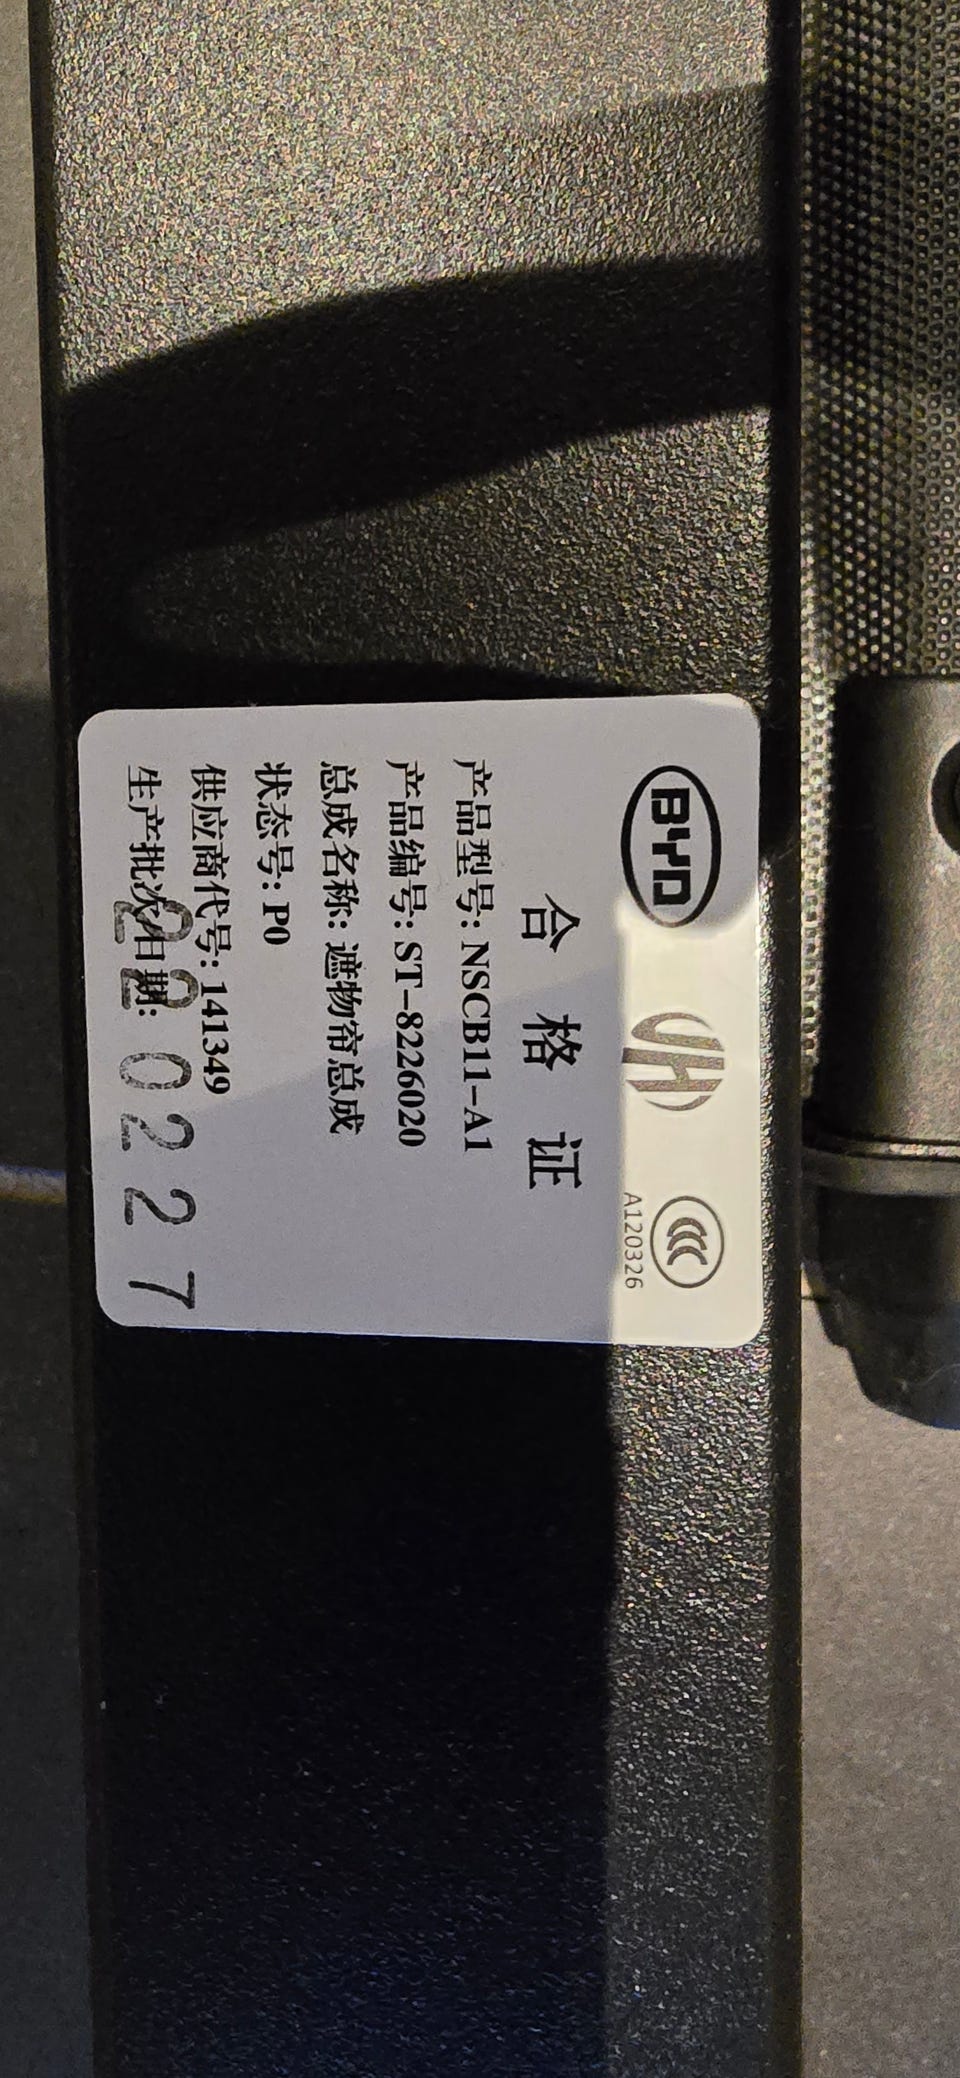 BYD JH
A120326
合格证
产品型号: NSCB11-A1
产品编号: ST-8226020
总成名称: 遮物帘总成
状态号: P0
供应商代号: 141349
生产批次/日期:
220227